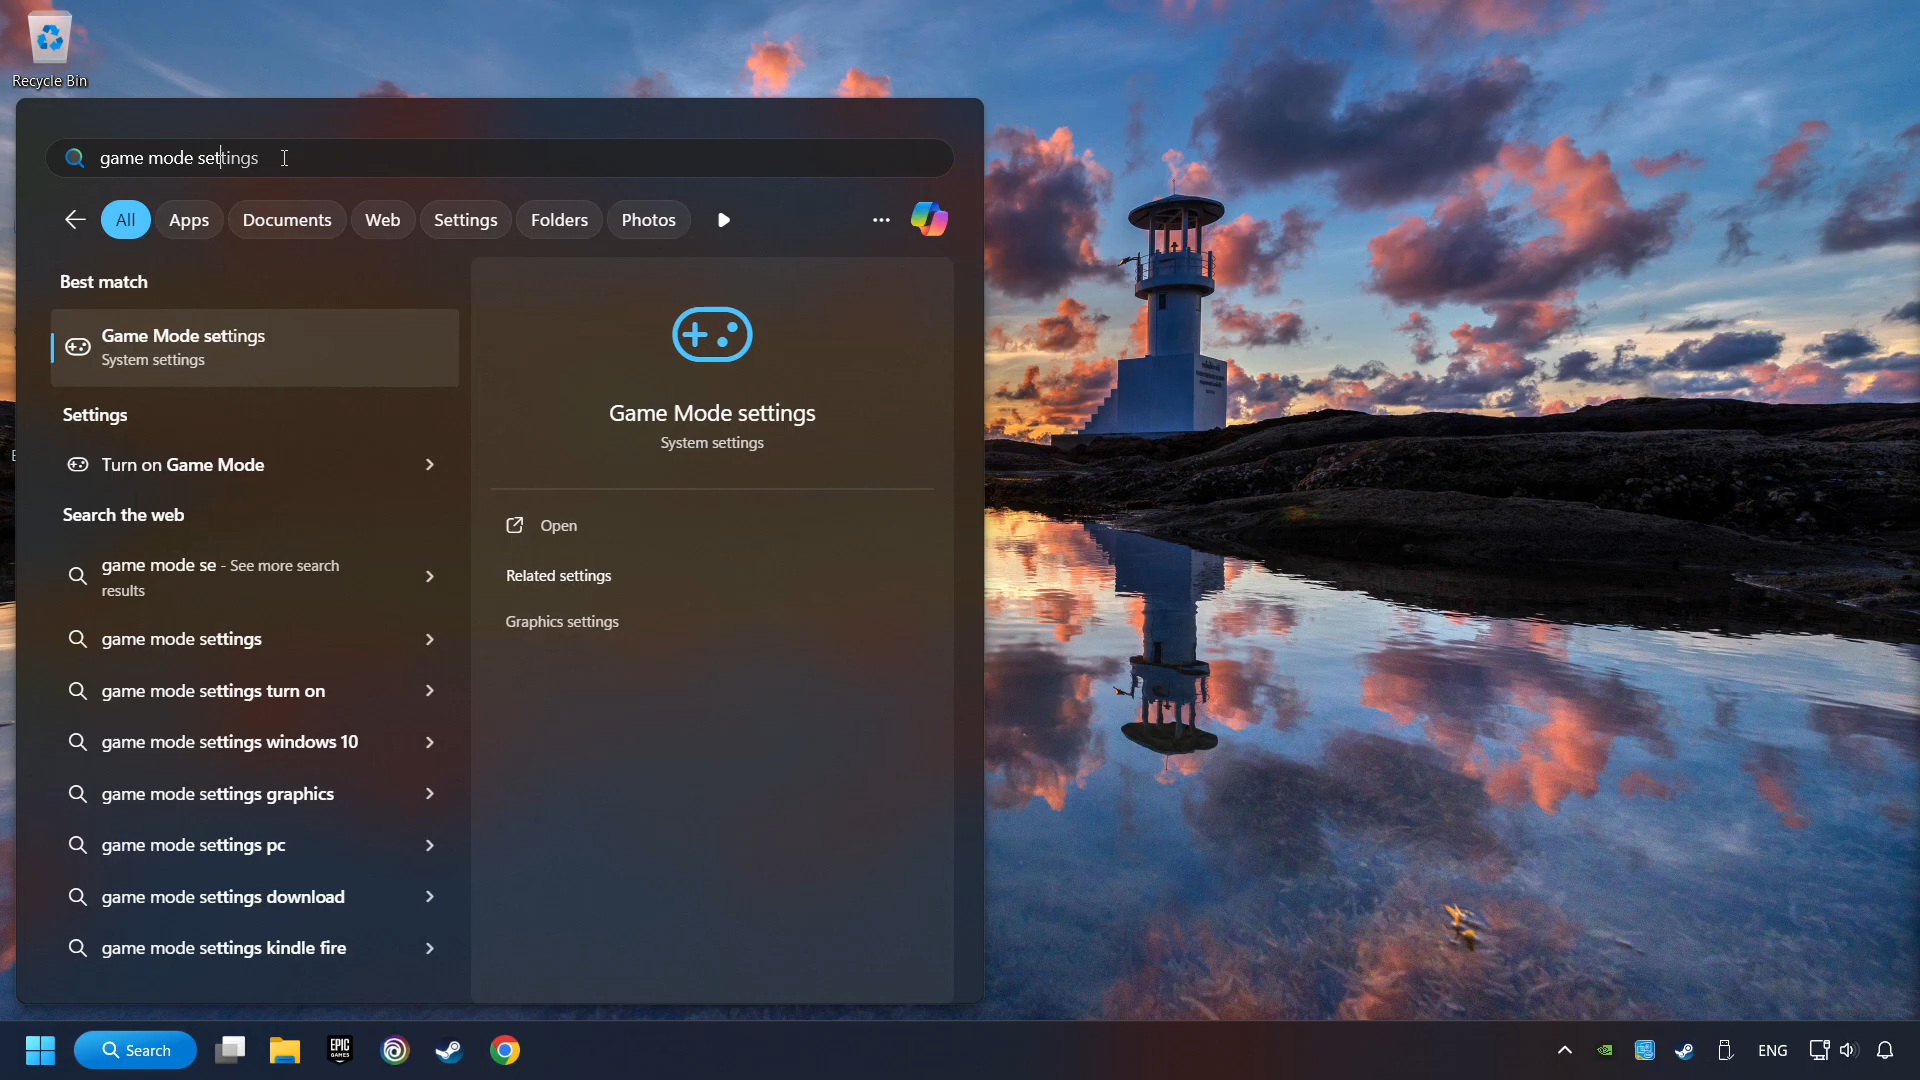 Recycle Bin
game mode settings
All Apps Documents Web Settings Folders Photos
Best match
Game Mode settings
System settings
Settings
Turn on Game Mode
Search the web
game mode se - See more search
results
game mode settings
game mode settings turn on
game mode settings windows 10
game mode settings graphics
game mode settings pc
game mode settings download
game mode settings kindle fire
Game Mode settings
System settings
Open
Related settings
Graphics settings
Search
EPIC
GAMES
ENG